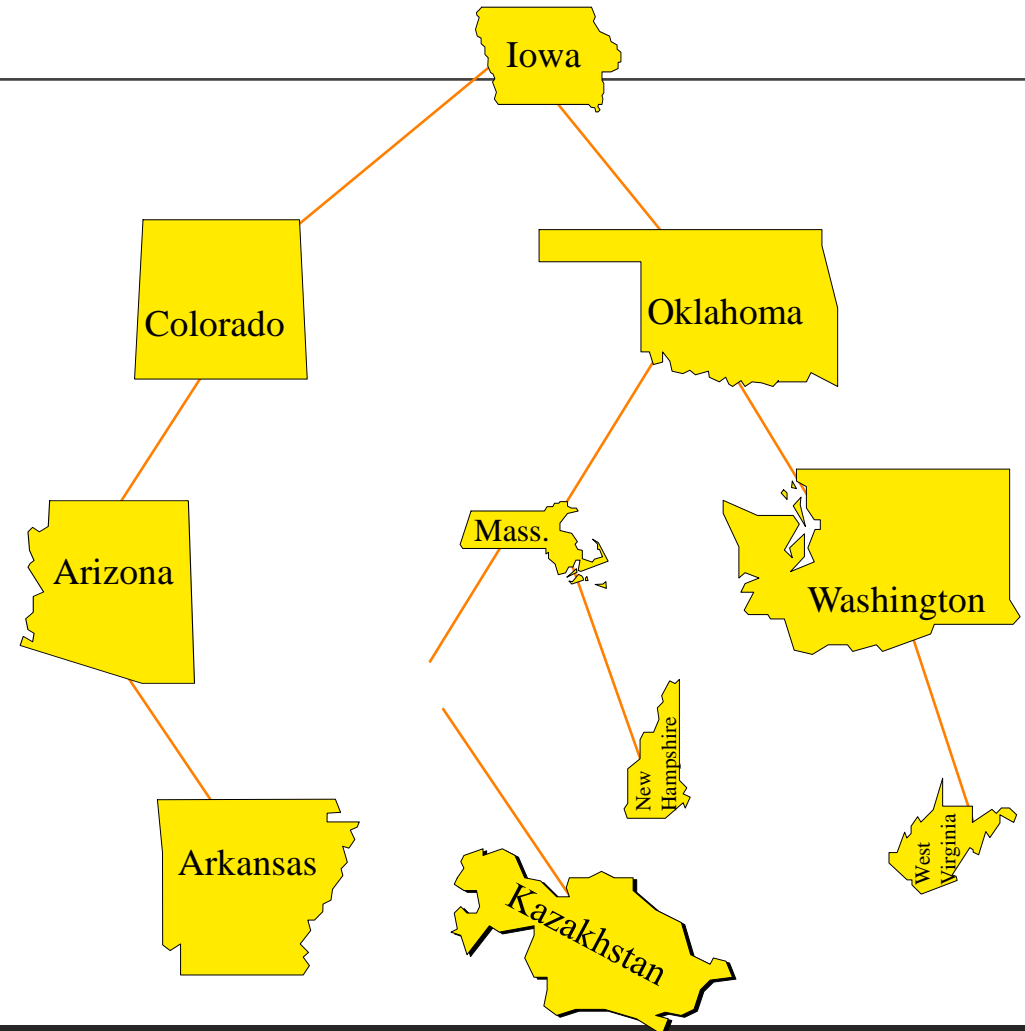 Iowa
Colorado
Oklahoma
Arizona
Mass.
Washington
New
Hampshire
West
Virginia
Arkansas
Kazakhstan